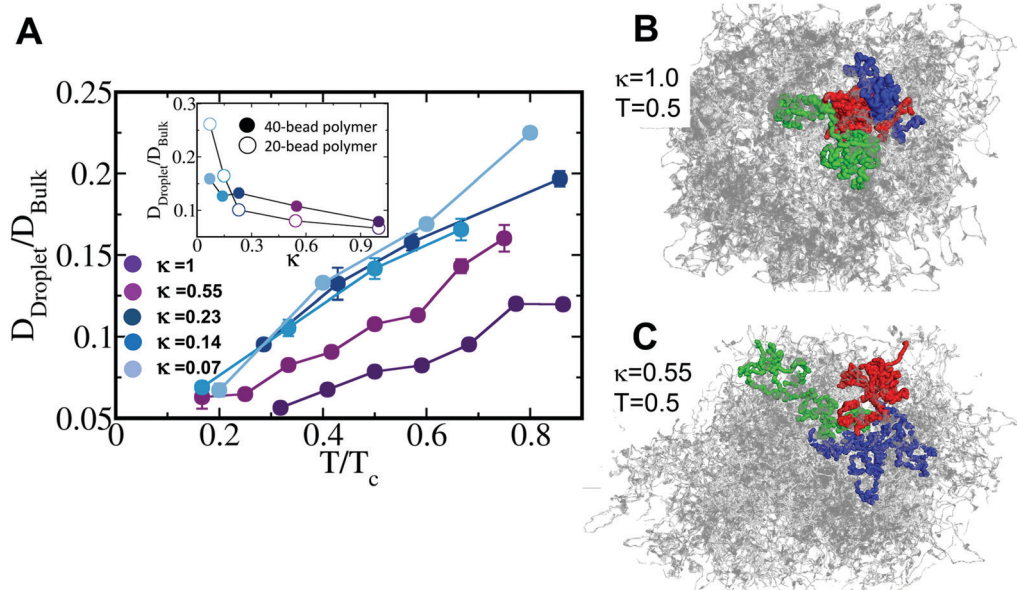 A
D_Droplet/D_Bulk
0.25
0.2
0.15
0.1
0.05
0
0.2
0.4
0.6
0.8
T/T_c
κ=1
κ=0.55
κ=0.23
κ=0.14
κ=0.07
D_Droplet/D_Bulk
0.3
0.2
0.1
0
0.3
0.6
0.9
κ
40-bead polymer
20-bead polymer
B
κ=1.0
T=0.5
C
κ=0.55
T=0.5